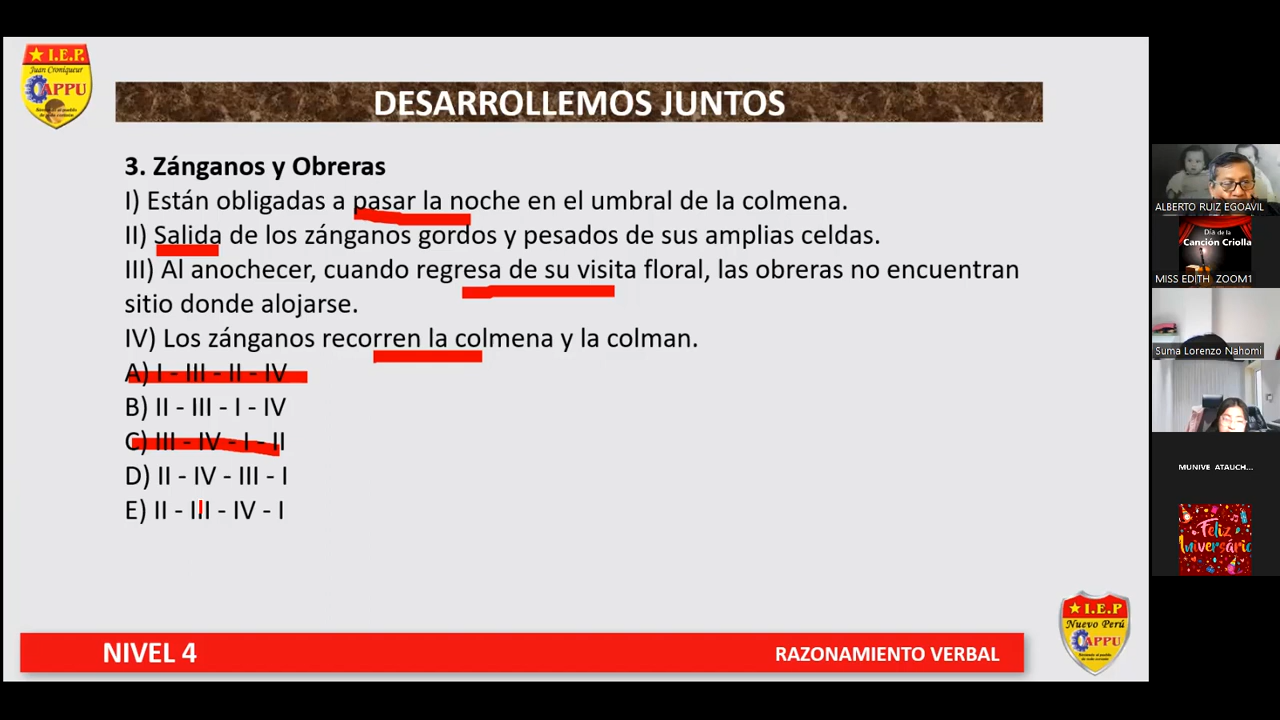 I.E.P.
Juan Croniqueur
APPU
DESARROLLEMOS JUNTOS
3. Zánganos y Obreras
I) Están obligadas a pasar la noche en el umbral de la colmena.
II) Salida de los zánganos gordos y pesados de sus amplias celdas.
III) Al anochecer, cuando regresa de su visita floral, las obreras no encuentran
sitio donde alojarse.
IV) Los zánganos recorren la colmena y la colman.
A) I - III - II - IV
B) II - III - I - IV
C) III - IV - I - II
D) II - IV - III - I
E) II - III - IV - I
NIVEL 4
RAZONAMIENTO VERBAL
I.E.P
Nuevo Perú
APPU
ALBERTO RUIZ EGOAVIL
Día de la
Canción Criolla
MISS EDITH ZOOM1
Suma Lorenzo Nahomi
MUNIVE ATAUCH...
Feliz
Aniversario